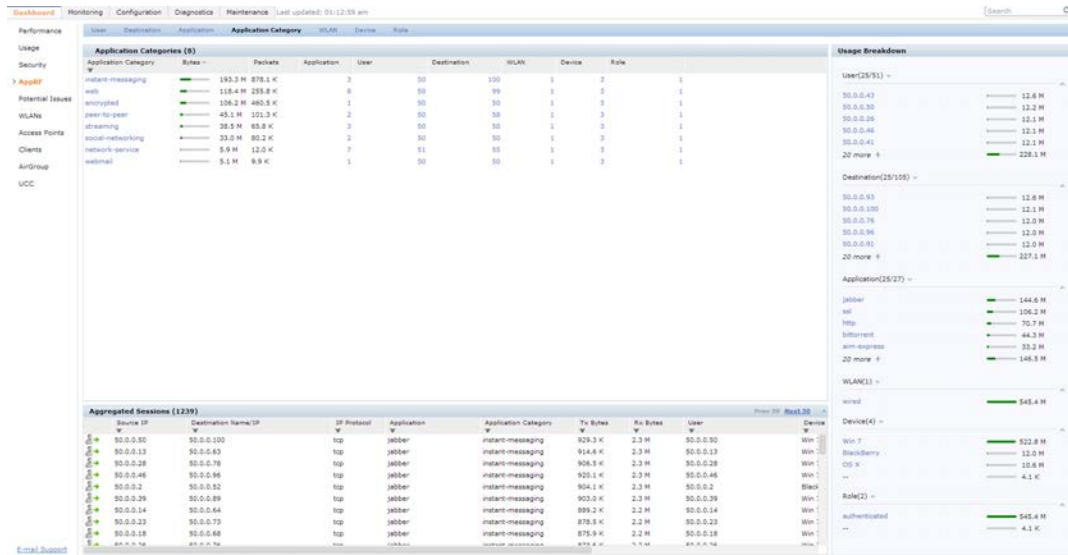 Dashboard Monitoring Configuration Diagnostics Maintenance Last updated: 01:12:59 am Search
Performance
Usage
Security
> AppRF
Potential Issues
WLANs
Access Points
Clients
AirGroup
UCC
User Destination Application Application Category WLAN Device Role
Application Categories (8)
Application Category Bytes Packets Application User Destination WLAN Device Role
instant-messaging 193.3 M 878.1 K 3 50 100 1 3 1
web 118.4 M 255.8 K 8 50 99 1 3 1
encrypted 106.2 M 460.5 K 1 50 50 1 3 1
peer-to-peer 45.1 M 101.3 K 2 50 58 1 3 1
streaming 38.5 M 65.8 K 3 50 50 1 3 1
social-networking 33.0 M 80.2 K 2 50 50 1 3 1
network-service 5.9 M 12.0 K 7 51 55 1 3 1
webmail 5.1 M 9.9 K 1 50 50 1 3 1
Aggregated Sessions (1239) Prev 30 Next 30
Source IP Destination Name/IP IP Protocol Application Application Category Tx Bytes Rx Bytes User Device
50.0.0.50 50.0.0.100 tcp jabber instant-messaging 929.3 K 2.3 M 50.0.0.50 Win
50.0.0.13 50.0.0.63 tcp jabber instant-messaging 914.6 K 2.3 M 50.0.0.13 Win
50.0.0.28 50.0.0.78 tcp jabber instant-messaging 906.5 K 2.3 M 50.0.0.28 Win
50.0.0.46 50.0.0.96 tcp jabber instant-messaging 920.1 K 2.3 M 50.0.0.46 Win
50.0.0.2 50.0.0.52 tcp jabber instant-messaging 904.1 K 2.3 M 50.0.0.2 Black
50.0.0.39 50.0.0.89 tcp jabber instant-messaging 903.0 K 2.3 M 50.0.0.39 Win
50.0.0.14 50.0.0.64 tcp jabber instant-messaging 889.2 K 2.2 M 50.0.0.14 Win
50.0.0.23 50.0.0.73 tcp jabber instant-messaging 878.5 K 2.2 M 50.0.0.23 Win
50.0.0.18 50.0.0.68 tcp jabber instant-messaging 875.9 K 2.2 M 50.0.0.18 Win
E-mail Support
Usage Breakdown
User(25/51)
50.0.0.43 12.6 M
50.0.0.50 12.2 M
50.0.0.26 12.1 M
50.0.0.46 12.1 M
50.0.0.41 12.1 M
20 more + 228.1 M
Destination(25/105)
50.0.0.93 12.6 M
50.0.0.100 12.1 M
50.0.0.76 12.0 M
50.0.0.96 12.0 M
50.0.0.91 12.0 M
20 more + 227.1 M
Application(25/27)
jabber 144.6 M
ssl 106.2 M
http 70.7 M
bittorrent 44.3 M
aim-express 33.2 M
20 more + 146.5 M
WLAN(1)
wired 545.4 M
Device(4)
Win 7 522.8 M
BlackBerry 12.0 M
OS X 10.6 M
-- 4.1 K
Role(2)
authenticated 545.4 M
-- 4.1 K